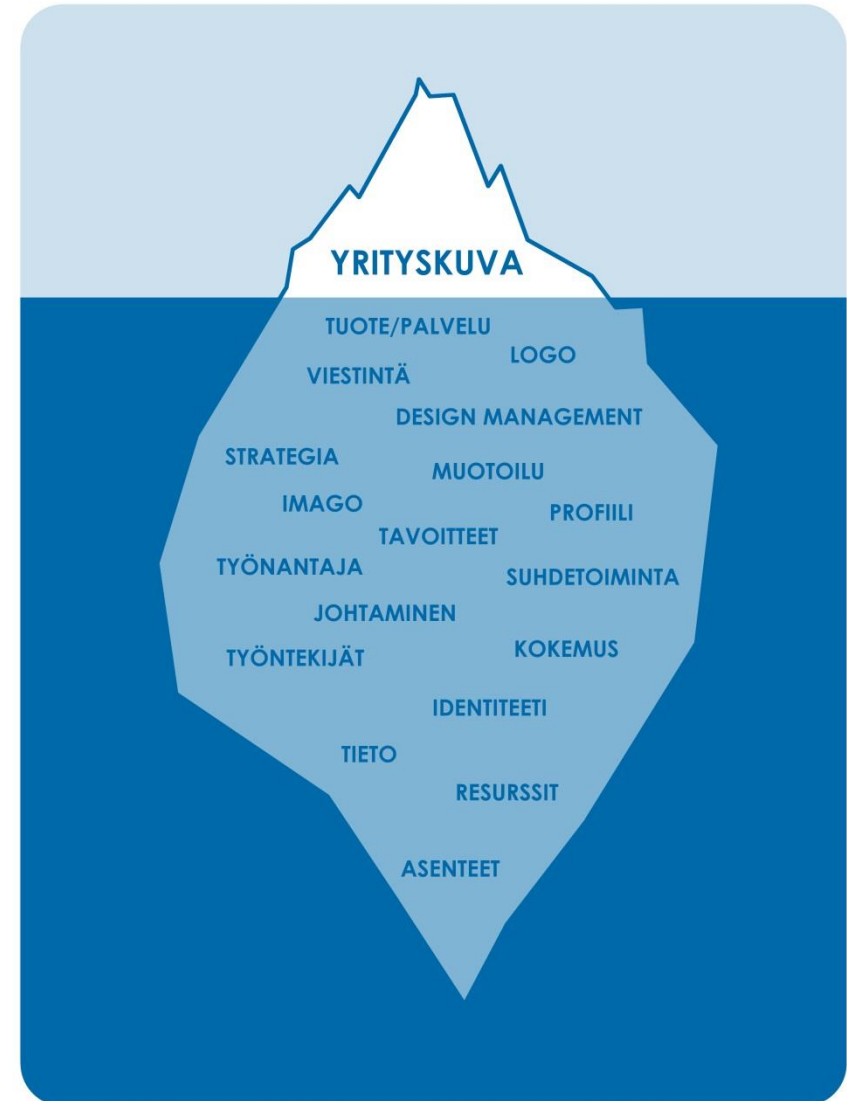 YRITYSKUVA
TUOTE/PALVELU
LOGO
VIESTINTÄ
DESIGN MANAGEMENT
STRATEGIA
MUOTOILU
IMAGO
PROFIILI
TAVOITTEET
TYÖNANTAJA
SUHDETOIMINTA
JOHTAMINEN
KOKEMUS
TYÖNTEKIJÄT
IDENTITEETI
TIETO
RESURSSIT
ASENTEET